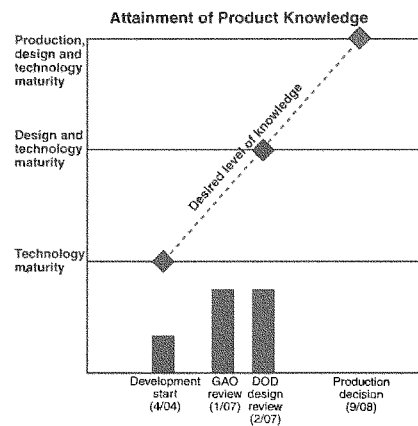 Attainment of Product Knowledge
Production,
design and
technology
maturity
Design and
technology
maturity
Desired level of knowledge
Technology
maturity
Development
start
(4/04)
GAO
review
(1/07)
DOD
design
review
(2/07)
Production
decision
(9/08)